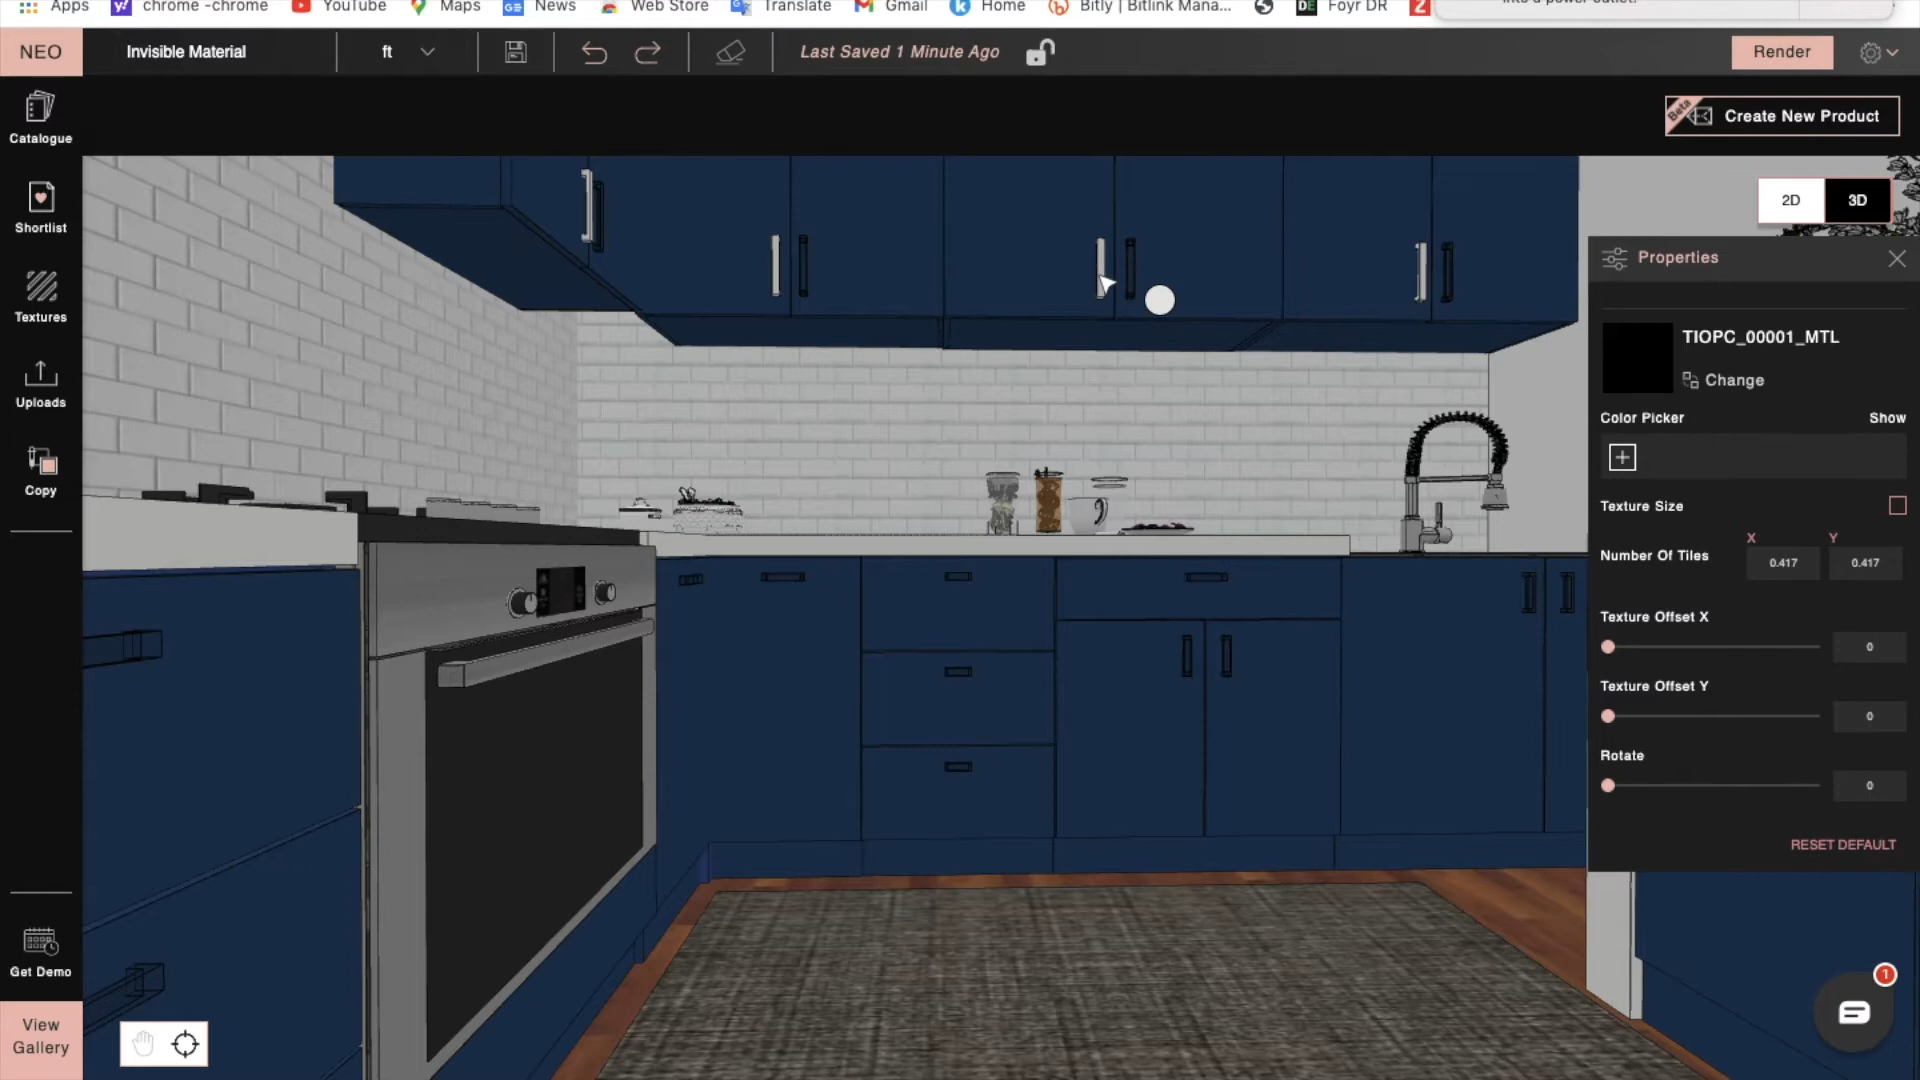 Apps chrome -chrome YouTube Maps News Web Store Translate Gmail Home Bitly | Bitlink Mana... DE Foyr DR Z
NEO Invisible Material ft Last Saved 1 Minute Ago Render
Catalogue
Beta Create New Product
Shortlist
2D 3D
Textures
Properties
TIOPC_00001_MTL
Change
Uploads
Color Picker Show
Copy
Texture Size
X Y
Number Of Tiles 0.417 0.417
Texture Offset X
0
Texture Offset Y
0
Rotate
0
RESET DEFAULT
Get Demo
1
View
Gallery